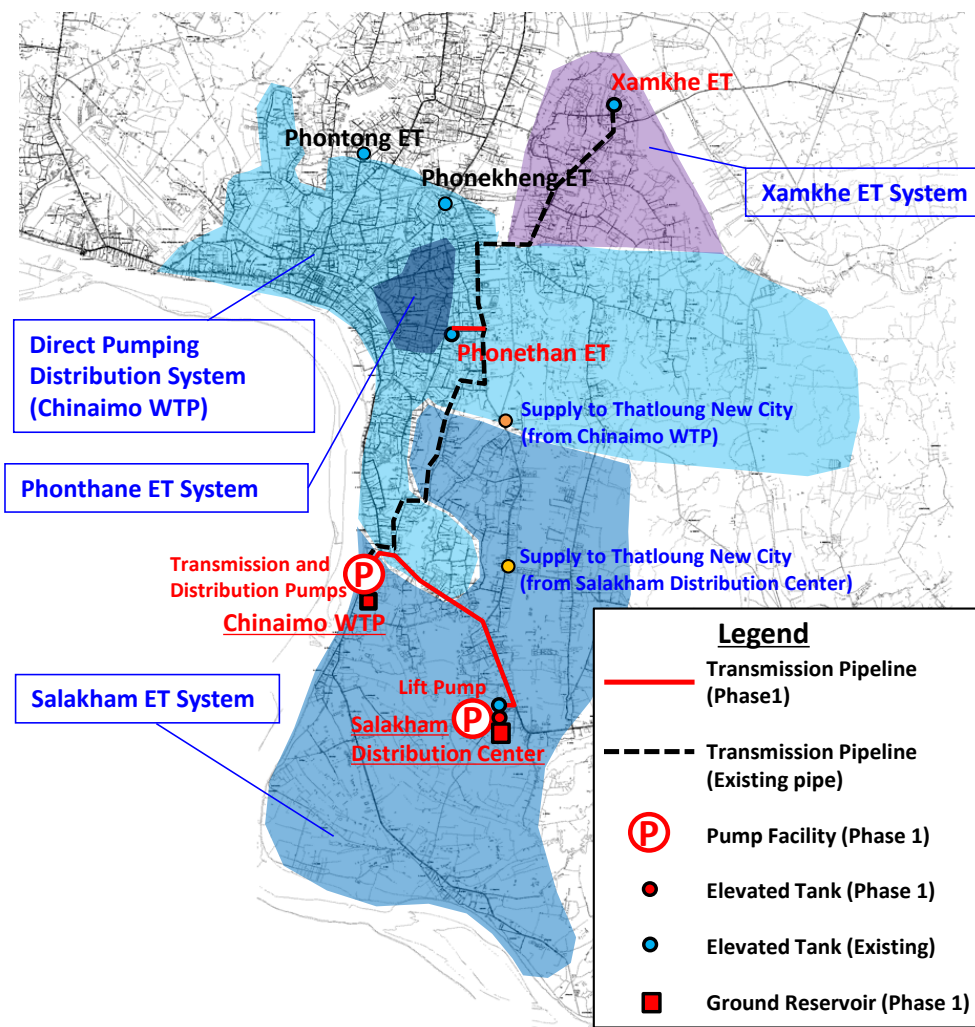 Xamkhe ET
Phontong ET
Phonekheng ET
Xamkhe ET System
Direct Pumping
Distribution System
(Chinaimo WTP)
Phonethan ET
Supply to Thatloung New City
(from Chinaimo WTP)
Phonthane ET System
Transmission and
Distribution Pumps
P
Chinaimo WTP
Supply to Thatloung New City
(from Salakham Distribution Center)
Salakham ET System
Lift Pump
P
Salakham
Distribution Center
Legend
Transmission Pipeline
(Phase1)
Transmission Pipeline
(Existing pipe)
P
Pump Facility (Phase 1)
Elevated Tank (Phase 1)
Elevated Tank (Existing)
Ground Reservoir (Phase 1)